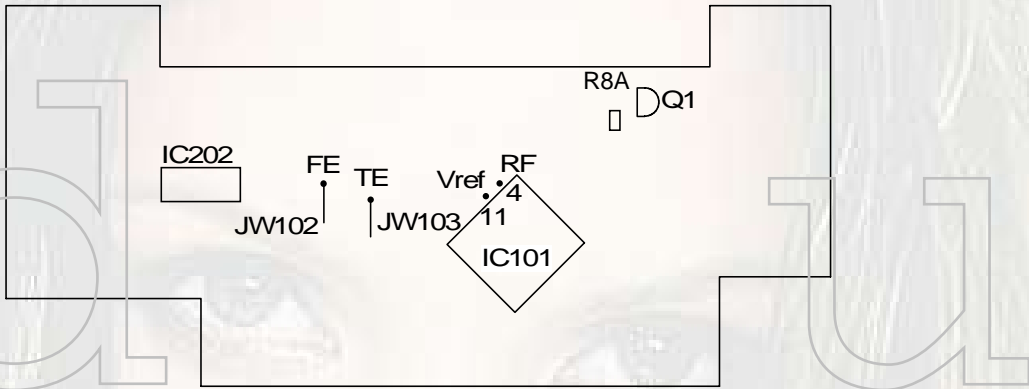 R8A
Q1
IC202
FE
TE
Vref
RF
4
11
JW102
JW103
IC101
d
u